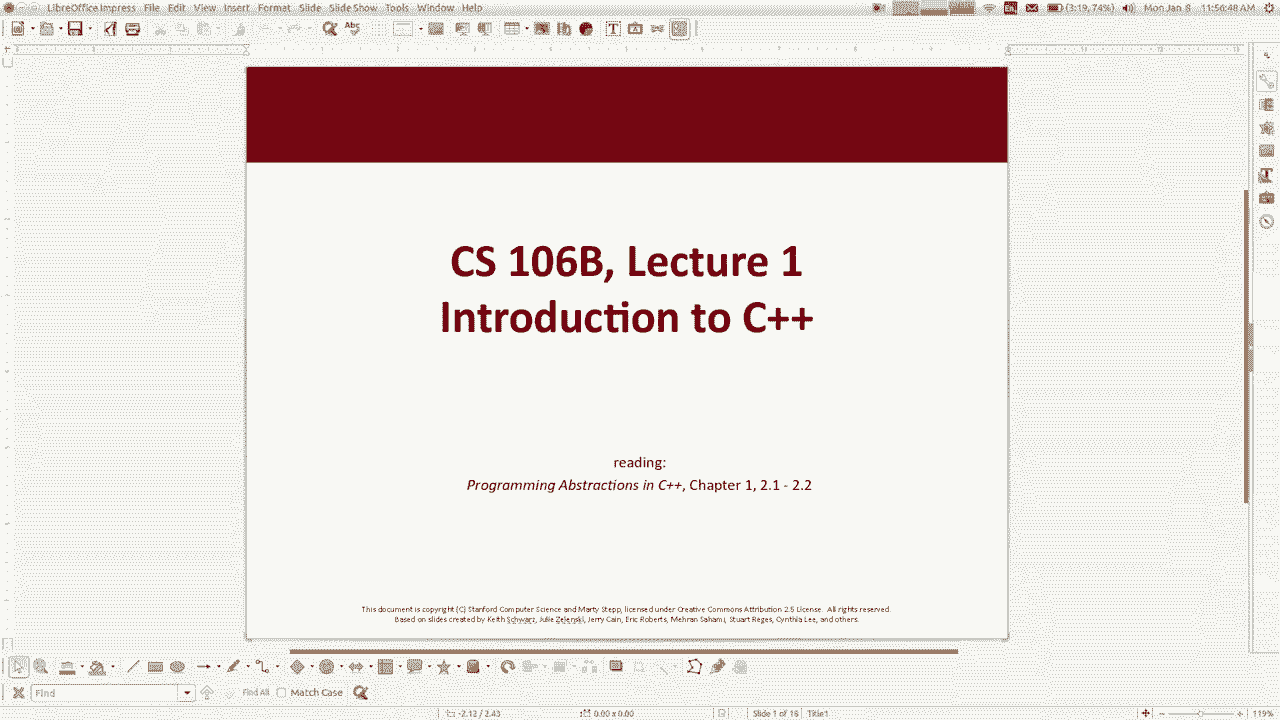 LibreOffice Impress File Edit View Insert Format Slide Slide Show Tools Window Help En (3:19, 74%) Mon Jan 8 11:56:48 AM
CS 106B, Lecture 1
Introduction to C++
reading:
Programming Abstractions in C++, Chapter 1, 2.1 - 2.2
This document is copyright (C) Stanford Computer Science and Marty Stepp, licensed under Creative Commons Attribution 2.5 License. All rights reserved.
Based on slides created by Keith Schwarz, Julie Zelenski, Jerry Cain, Eric Roberts, Mehran Sahami, Stuart Reges, Cynthia Lee, and others.
Find Find All Match Case
-2.12 / 2.43 0.00 x 0.00 Slide 1 of 16 Title1 119%